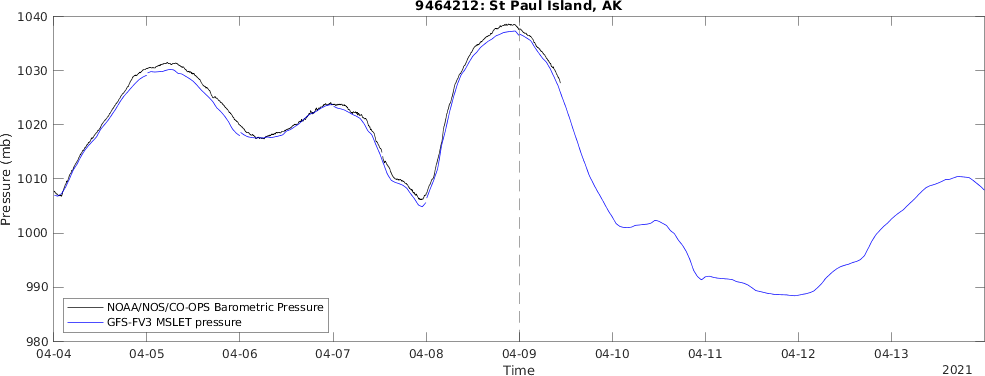 9464212: St Paul Island, AK
Pressure (mb)
1040
1030
1020
1010
1000
990
980
NOAA/NOS/CO-OPS Barometric Pressure
GFS-FV3 MSLET pressure
04-04 04-05 04-06 04-07 04-08 04-09 04-10 04-11 04-12 04-13
Time
2021